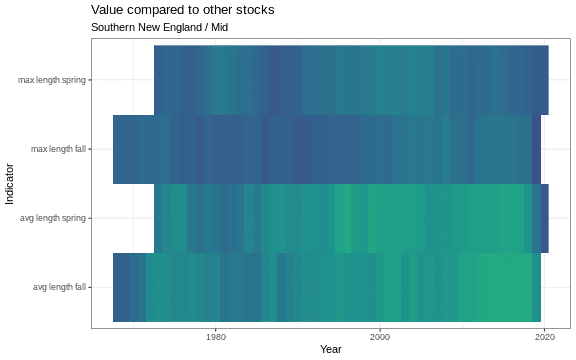 Value compared to other stocks
Southern New England / Mid
Indicator
max length spring
max length fall
avg length spring
avg length fall
1980 2000 2020
Year